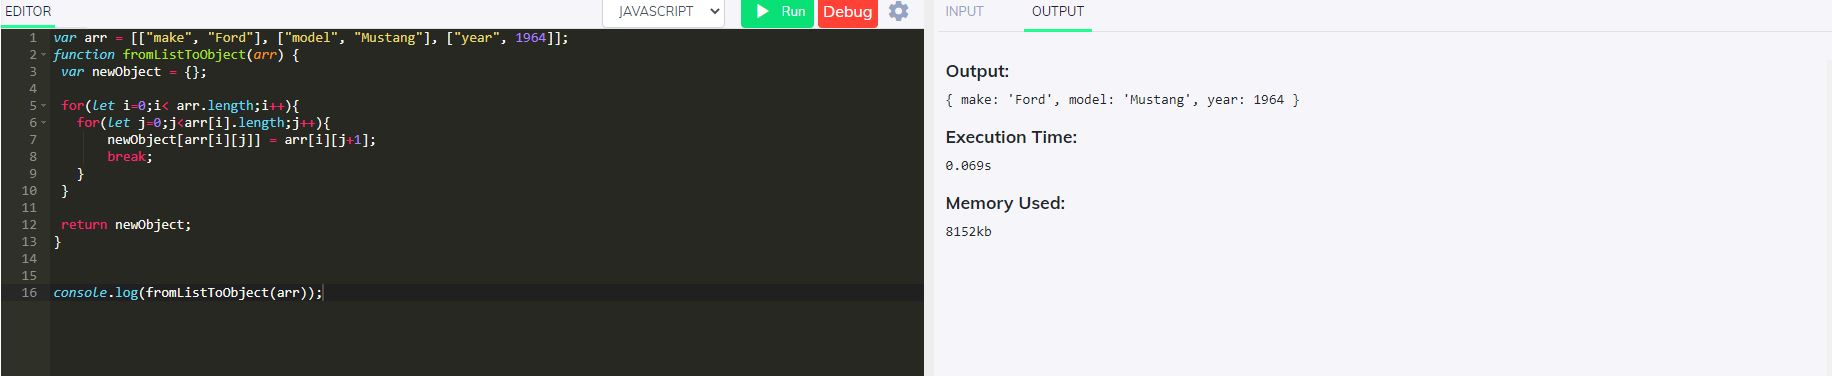 EDITOR
JAVASCRIPT
Run
Debug
1 var arr = [["make", "Ford"], ["model", "Mustang"], ["year", 1964]];
2 function fromListToObject(arr) {
3 var newObject = {};
4
5 for(let i=0;i< arr.length;i++){
6 for(let j=0;j<arr[i].length;j++){
7 newObject[arr[i][j]] = arr[i][j+1];
8 break;
9 }
10 }
11
12 return newObject;
13 }
14
15
16 console.log(fromListToObject(arr));
INPUT
OUTPUT
Output:
{ make: 'Ford', model: 'Mustang', year: 1964 }
Execution Time:
0.069s
Memory Used:
8152kb